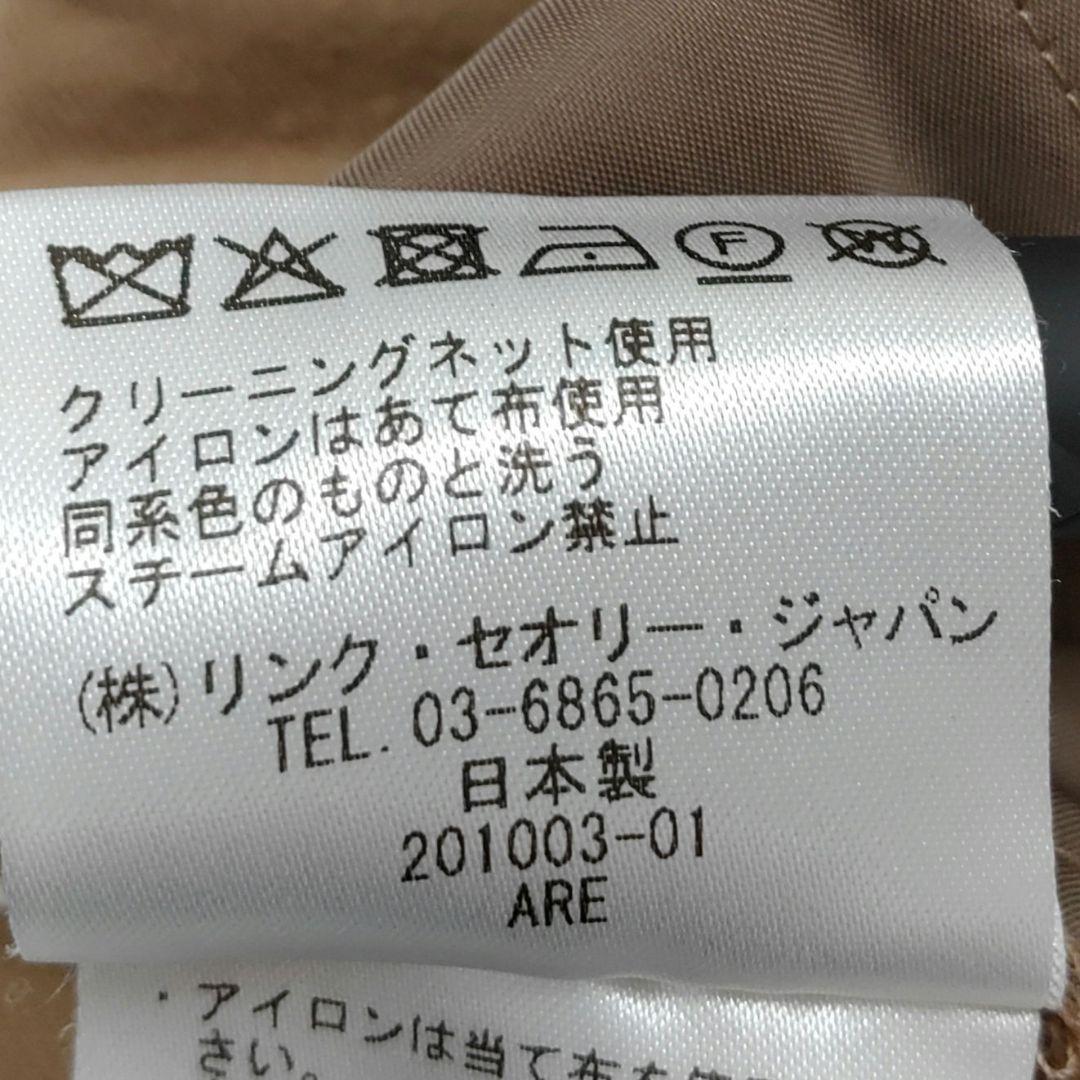 F
W
クリーニングネット使用
アイロンはあて布使用
同系色のものと洗う
スチームアイロン禁止
(株)リンク・セオリー・ジャパン
TEL. 03-6865-0206
日本製
201003-01
ARE
・アイロンは当て布を使用
さい。